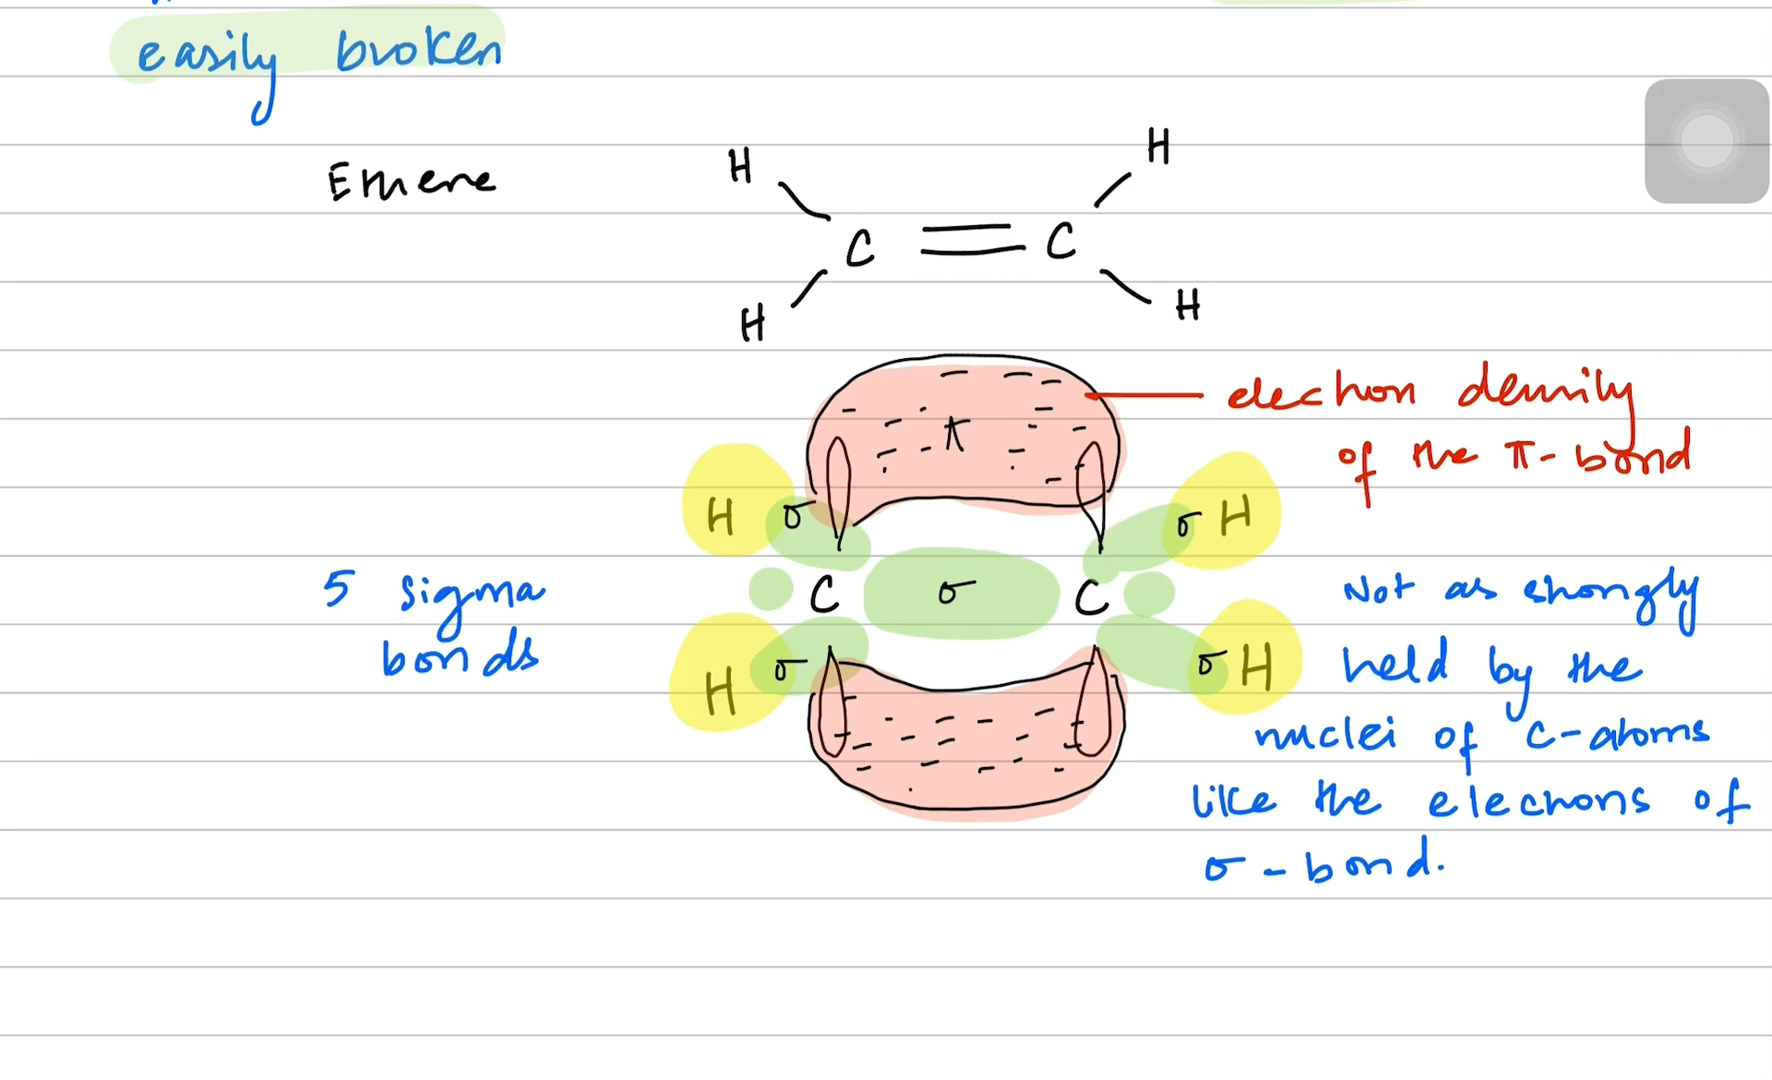 easily broken
Ethene
H H
C C
H H
electron density
of the π-bond
π
H σ σ H
5 sigma
bonds
C σ C
H σ σ H
Not as strongly
held by the
nuclei of C-atoms
like the electrons of
σ-bond.